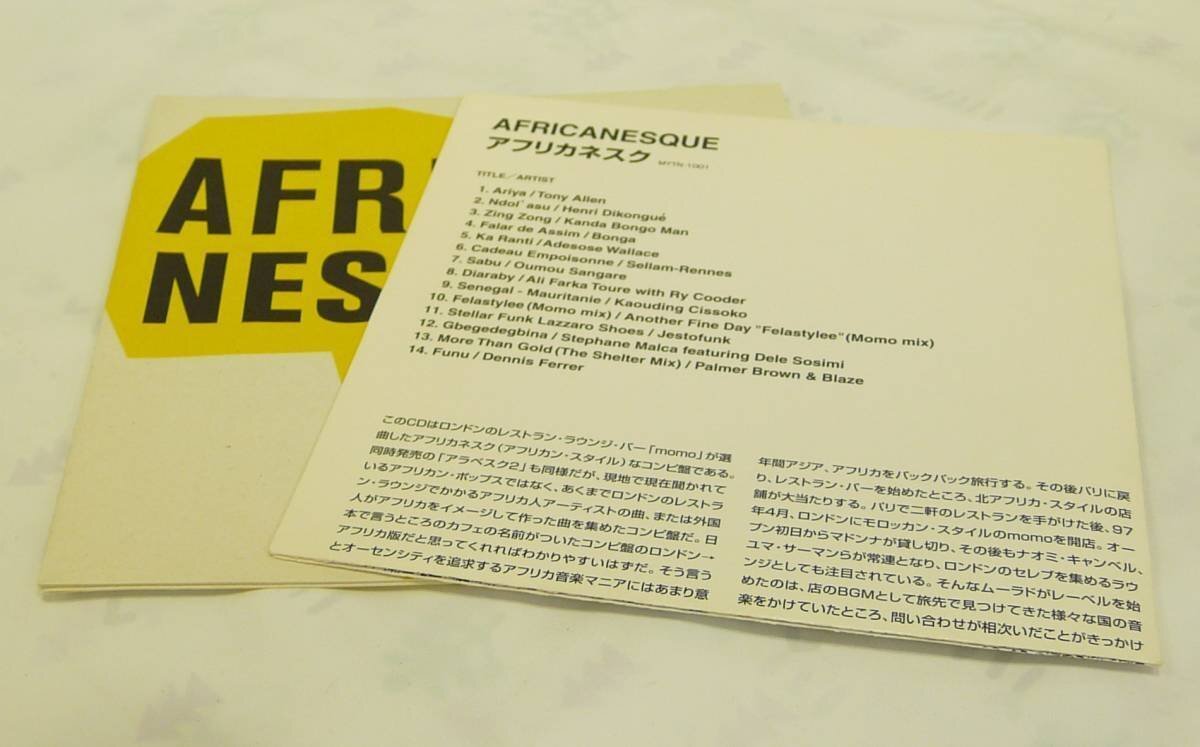 AFRI
NES
AFRICANESQUE
アフリカネスク MYTN-1001
TITLE／ARTIST
1. Ariya / Tony Allen
2. Ndol´asu / Henri Dikongué
3. Zing Zong / Kanda Bongo Man
4. Falar de Assim / Bonga
5. Ka Ranti / Adesose Wallace
6. Cadeau Empoisonne / Sellam-Rennes
7. Sabu / Oumou Sangare
8. Diaraby / Ali Farka Toure with Ry Cooder
9. Senegal - Mauritanie / Kaouding Cissoko
10. Felastylee (Momo mix) / Another Fine Day "Felastylee" (Momo mix)
11. Stellar Funk Lazzaro Shoes / Jestofunk
12. Gbegedegbina / Stephane Malca featuring Dele Sosimi
13. More Than Gold (The Shelter Mix) / Palmer Brown & Blaze
14. Funu / Dennis Ferrer
このCDはロンドンのレストラン・ラウンジ・バー「momo」が選
曲したアフリカネスク（アフリカン・スタイル）なコンピ盤である。
同時発売の「アラベスク2」も同様だが、現地で現在聞かれて
いるアフリカン・ポップスではなく、あくまでロンドンのレストラ
ン・ラウンジでかかるアフリカ人アーティストの曲、または外国
人がアフリカをイメージして作った曲を集めたコンピ盤だ。日
本で言うところのカフェの名前がついたコンピ盤のロンドン→
アフリカ版だと思ってくれればわかりやすいはずだ。そう言う
とオーセンシティを追求するアフリカ音楽マニアにはあまり意
年間アジア、アフリカをバックパック旅行する。その後パリに戻
り、レストラン・バーを始めたところ、北アフリカ・スタイルの店
舗が大当たりする。パリで二軒のレストランを手がけた後、97
年4月、ロンドンにモロッカン・スタイルのmomoを開店。オー
プン初日からマドンナが貸し切り、その後もナオミ・キャンベル、
ユマ・サーマンらが常連となり、ロンドンのセレブを集めるラウ
ンジとしても注目されている。そんなムーラドがレーベルを始
めたのは、店のBGMとして旅先で見つけてきた様々な国の音
楽をかけていたところ、問い合わせが相次いだことがきっかけ